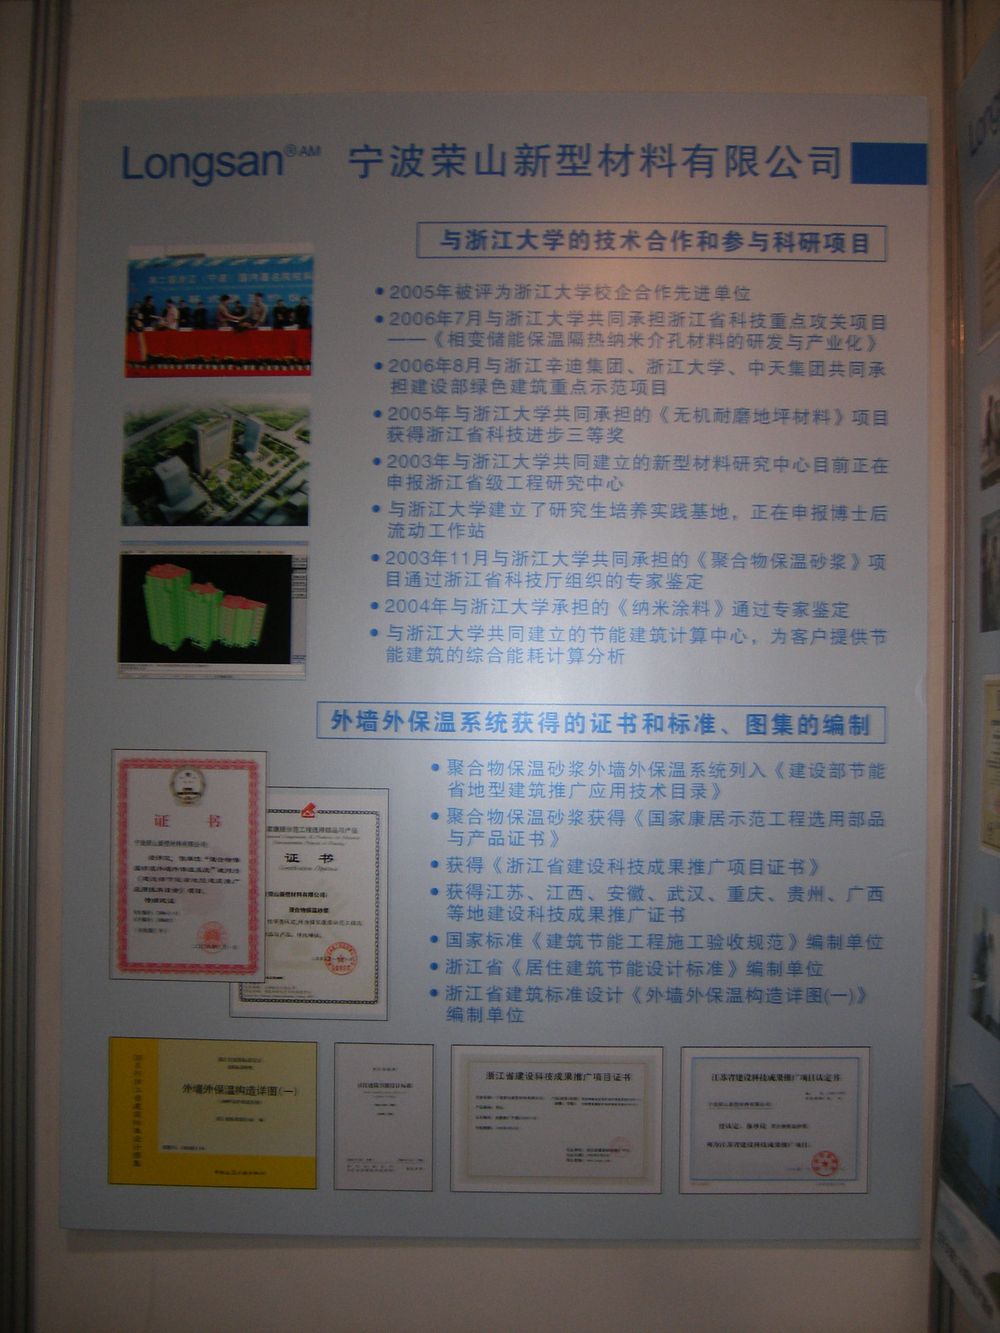 Longsan®AM 宁波荣山新型材料有限公司
与浙江大学的技术合作和参与科研项目
●2005年被评为浙江大学校企合作先进单位
●2006年7月与浙江大学共同承担浙江省科技重点攻关项目
——《相变储能保温隔热纳米介孔材料的研发与产业化》
●2006年8月与浙江辛迪集团、浙江大学、中天集团共同承
担建设部绿色建筑重点示范项目
●2005年与浙江大学共同承担的《无机耐磨地坪材料》项目
获得浙江省科技进步三等奖
●2003年与浙江大学共同建立的新型材料研究中心目前正在
申报浙江省级工程研究中心
●与浙江大学建立了研究生培养实践基地，正在申报博士后
流动工作站
●2003年11月与浙江大学共同承担的《聚合物保温砂浆》项
目通过浙江省科技厅组织的专家鉴定
●2004年与浙江大学承担的《纳米涂料》通过专家鉴定
●与浙江大学共同建立的节能建筑计算中心，为客户提供节
能建筑的综合能耗计算分析
外墙外保温系统获得的证书和标准、图集的编制
●聚合物保温砂浆外墙外保温系统列入《建设部节能
省地型建筑推广应用技术目录》
●聚合物保温砂浆获得《国家康居示范工程选用部品
与产品证书》
●获得《浙江省建设科技成果推广项目证书》
●获得江苏、江西、安徽、武汉、重庆、贵州、广西
等地建设科技成果推广证书
●国家标准《建筑节能工程施工验收规范》编制单位
●浙江省《居住建筑节能设计标准》编制单位
●浙江省建筑标准设计《外墙外保温构造详图(一)》
编制单位
证 书
证 书
外墙外保温构造详图(一)
浙江省建设科技成果推广项目证书
江苏省建设科技成果推广项目认定书